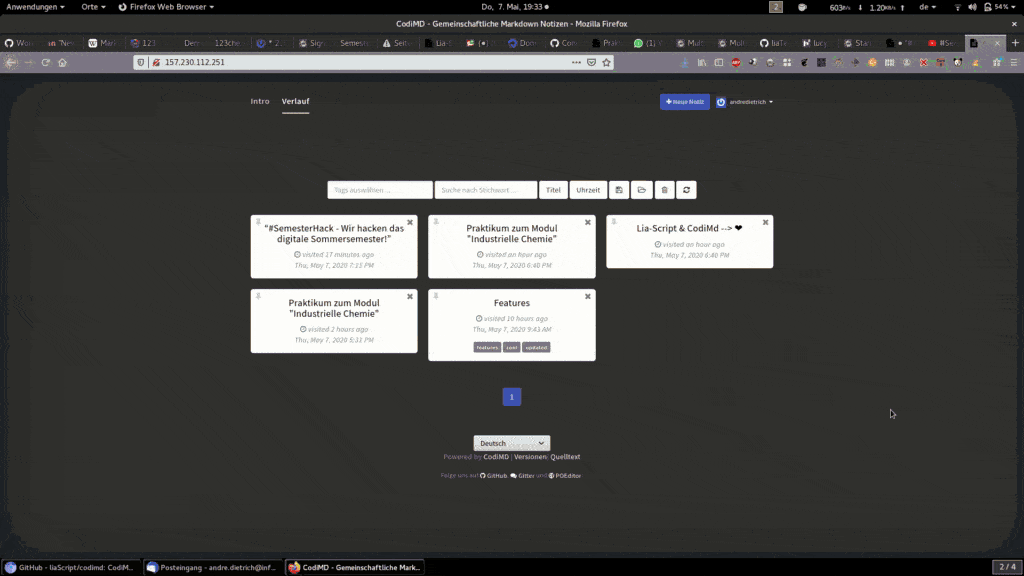 Anwendungen Orte Firefox Web Browser Do, 7. Mai, 19:33 2 603 1.20 de 54%
CodiMD - Gemeinschaftliche Markdown Notizen - Mozilla Firefox
157.230.112.251
Intro Verlauf + Neue Notiz andredietrich
Tags auswählen ... Suche nach Stichwort ... Titel Uhrzeit
"#SemesterHack - Wir hacken das
digitale Sommersemester!"
visited 17 minutes ago
Thu, May 7, 2020 7:15 PM
Praktikum zum Modul
"Industrielle Chemie"
visited an hour ago
Thu, May 7, 2020 6:40 PM
Lia-Script & CodiMd --> ❤
visited an hour ago
Thu, May 7, 2020 6:40 PM
Praktikum zum Modul
"Industrielle Chemie"
visited 2 hours ago
Thu, May 7, 2020 5:31 PM
Features
visited 10 hours ago
Thu, May 7, 2020 9:43 AM
features cool updated
1
Deutsch
Powered by CodiMD | Versionen Quelltext
Folge uns auf GitHub, Gitter und POEditor
GitHub - liaScript/codimd: CodiM... Posteingang - andre.dietrich@inf... CodiMD - Gemeinschaftliche Mark... 2 / 4